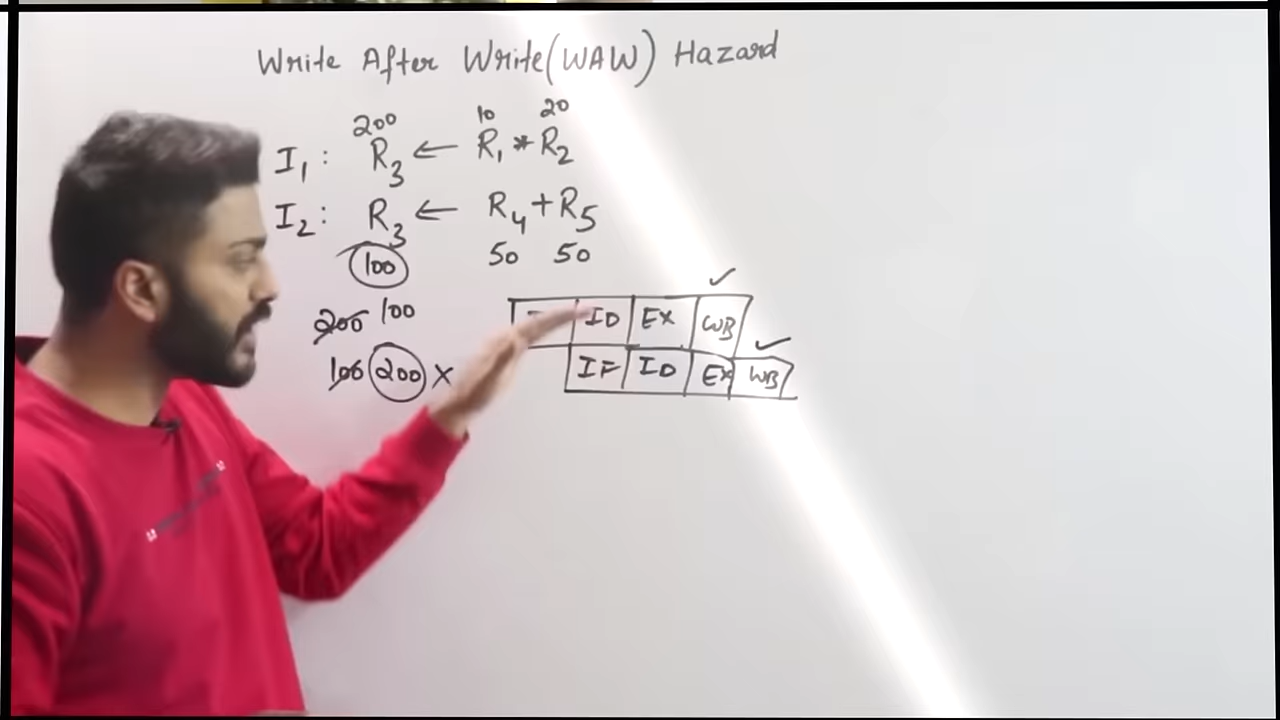 Write After Write(WAW) Hazard
200 10 20
I₁: R₃ ← R₁ * R₂
I₂: R₃ ← R₄ + R₅
100 50 50
200 100
100 200 ×
ID EX WB
IF ID EX WB